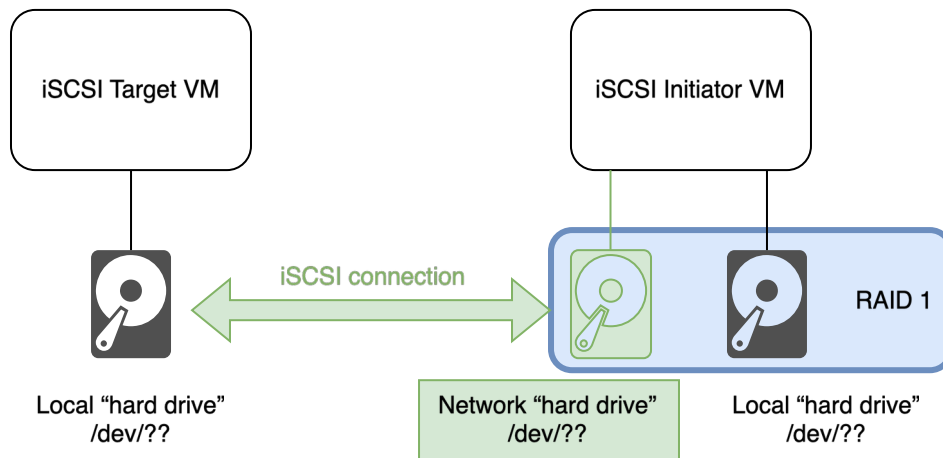 iSCSI Target VM
iSCSI Initiator VM
iSCSI connection
RAID 1
Local “hard drive”
/dev/??
Network “hard drive”
/dev/??
Local “hard drive”
/dev/??